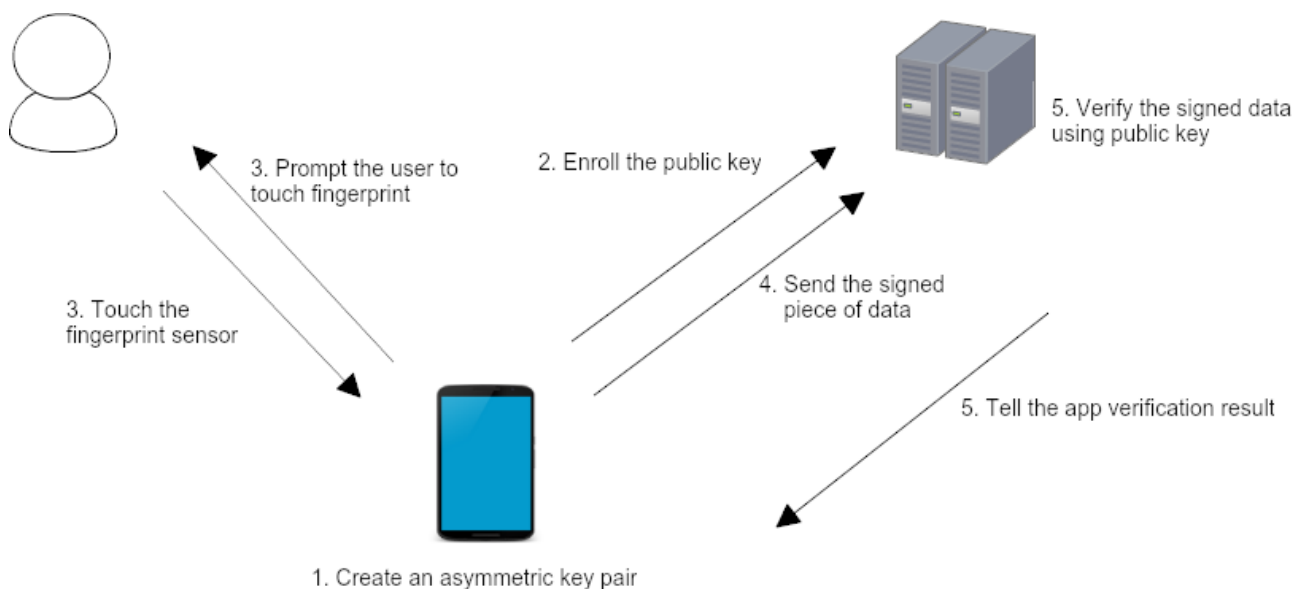 3. Prompt the user to
touch fingerprint
3. Touch the
fingerprint sensor
2. Enroll the public key
4. Send the signed
piece of data
5. Verify the signed data
using public key
5. Tell the app verification result
1. Create an asymmetric key pair